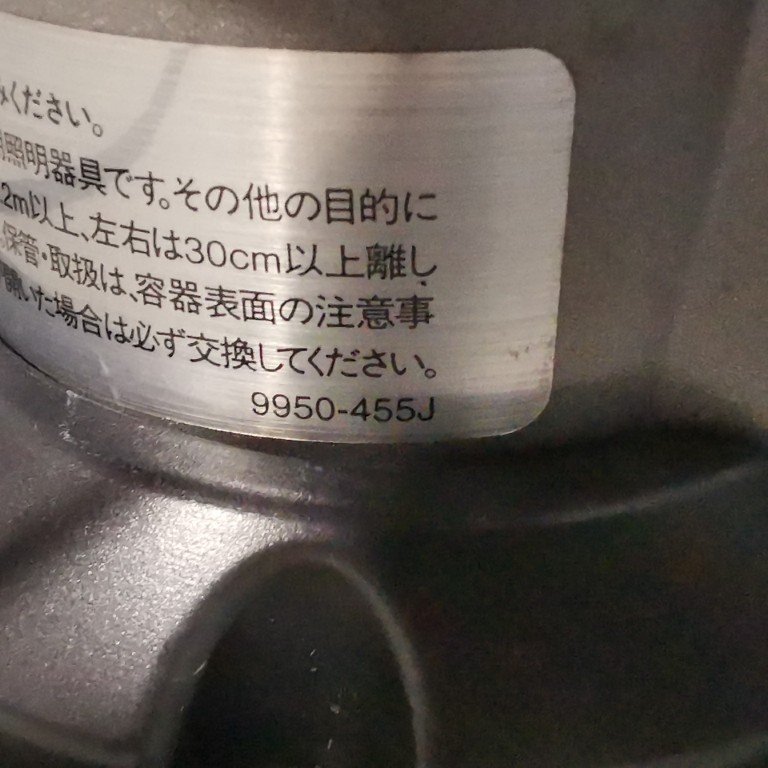 ください。
照明器具です。その他の目的に
2m以上、左右は30cm以上離し
保管・取扱は、容器表面の注意事
開いた場合は必ず交換してください。
9950-455J